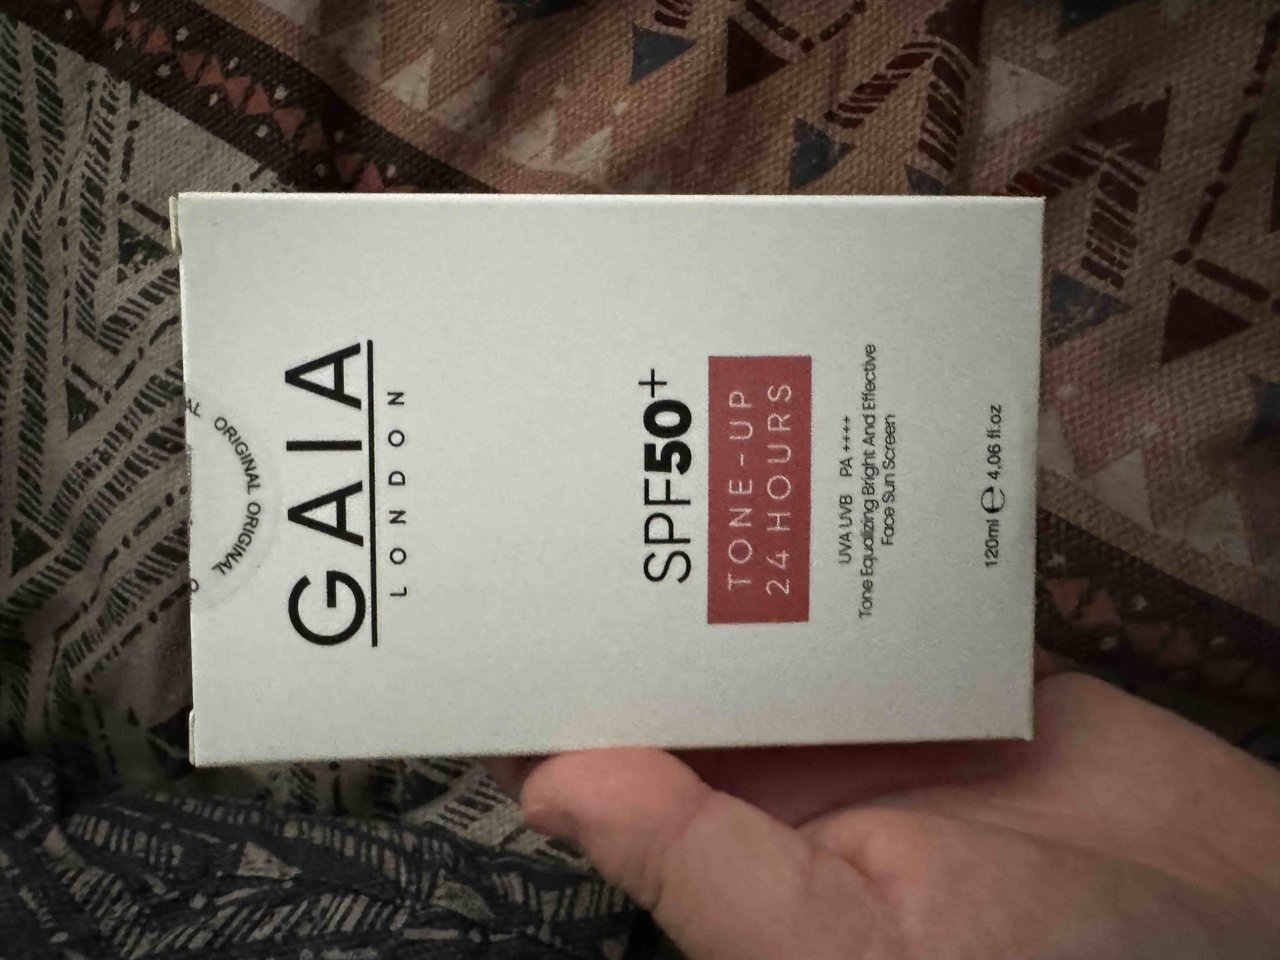 AL ORIGINAL ORIGINAL O
GAIA
LONDON
SPF50+
TONE-UP
24 HOURS
UVA UVB PA ++++
Tone Equalizing Bright And Effective
Face Sun Screen
120ml ℮ 4,06 fl.oz